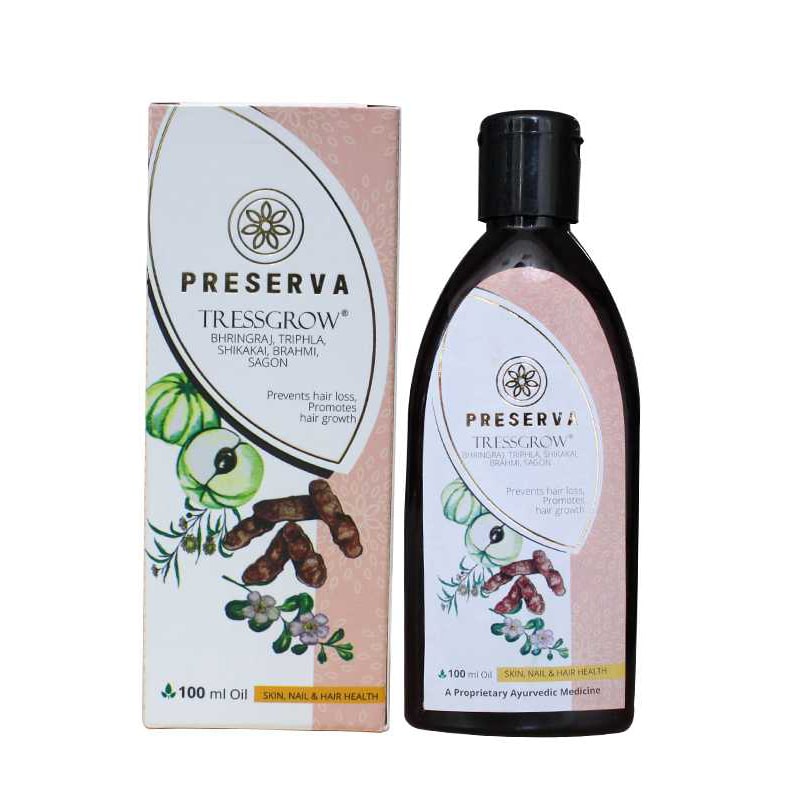 PRESERVA
TRESSGROW®
BHRINGRAJ, TRIPHLA,
SHIKAKAI, BRAHMI,
SAGON
Prevents hair loss,
Promotes
hair growth
100 ml Oil
SKIN, NAIL & HAIR HEALTH
PRESERVA
TRESSGROW®
BHRINGRAJ, TRIPHLA, SHIKAKAI,
BRAHMI, SAGON
Prevents hair loss,
Promotes
hair growth
100 ml Oil
SKIN, NAIL & HAIR HEALTH
A Proprietary Ayurvedic Medicine